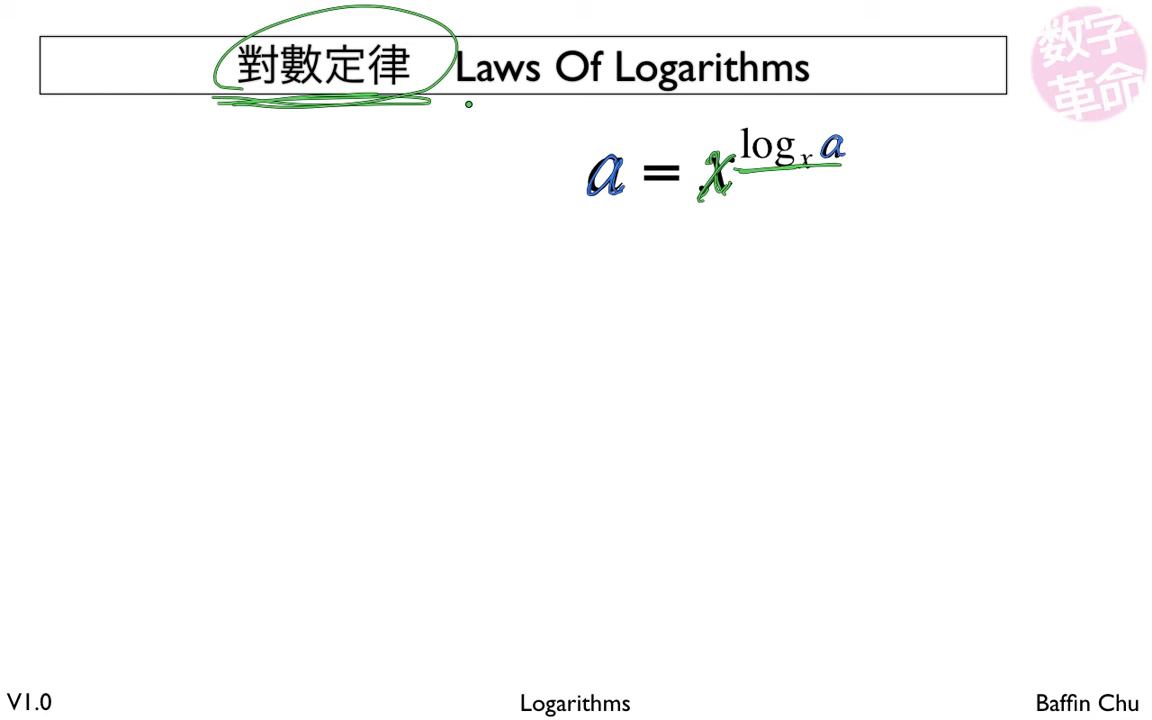 對數定律 Laws Of Logarithms
数字
革命
a = x^{log_x a}
V1.0 Logarithms Baffin Chu